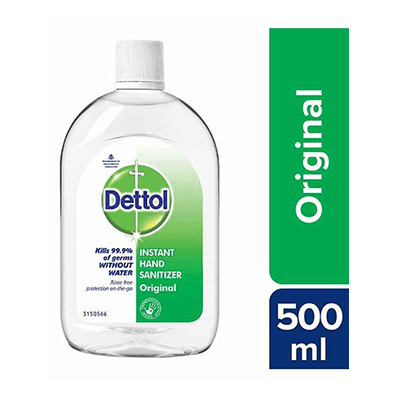 Dettol
Kills 99.9%
of germs
WITHOUT
WATER
Rinse free
protection on-the-go
INSTANT
HAND
SANITIZER
Original
3150566
Original
500
ml